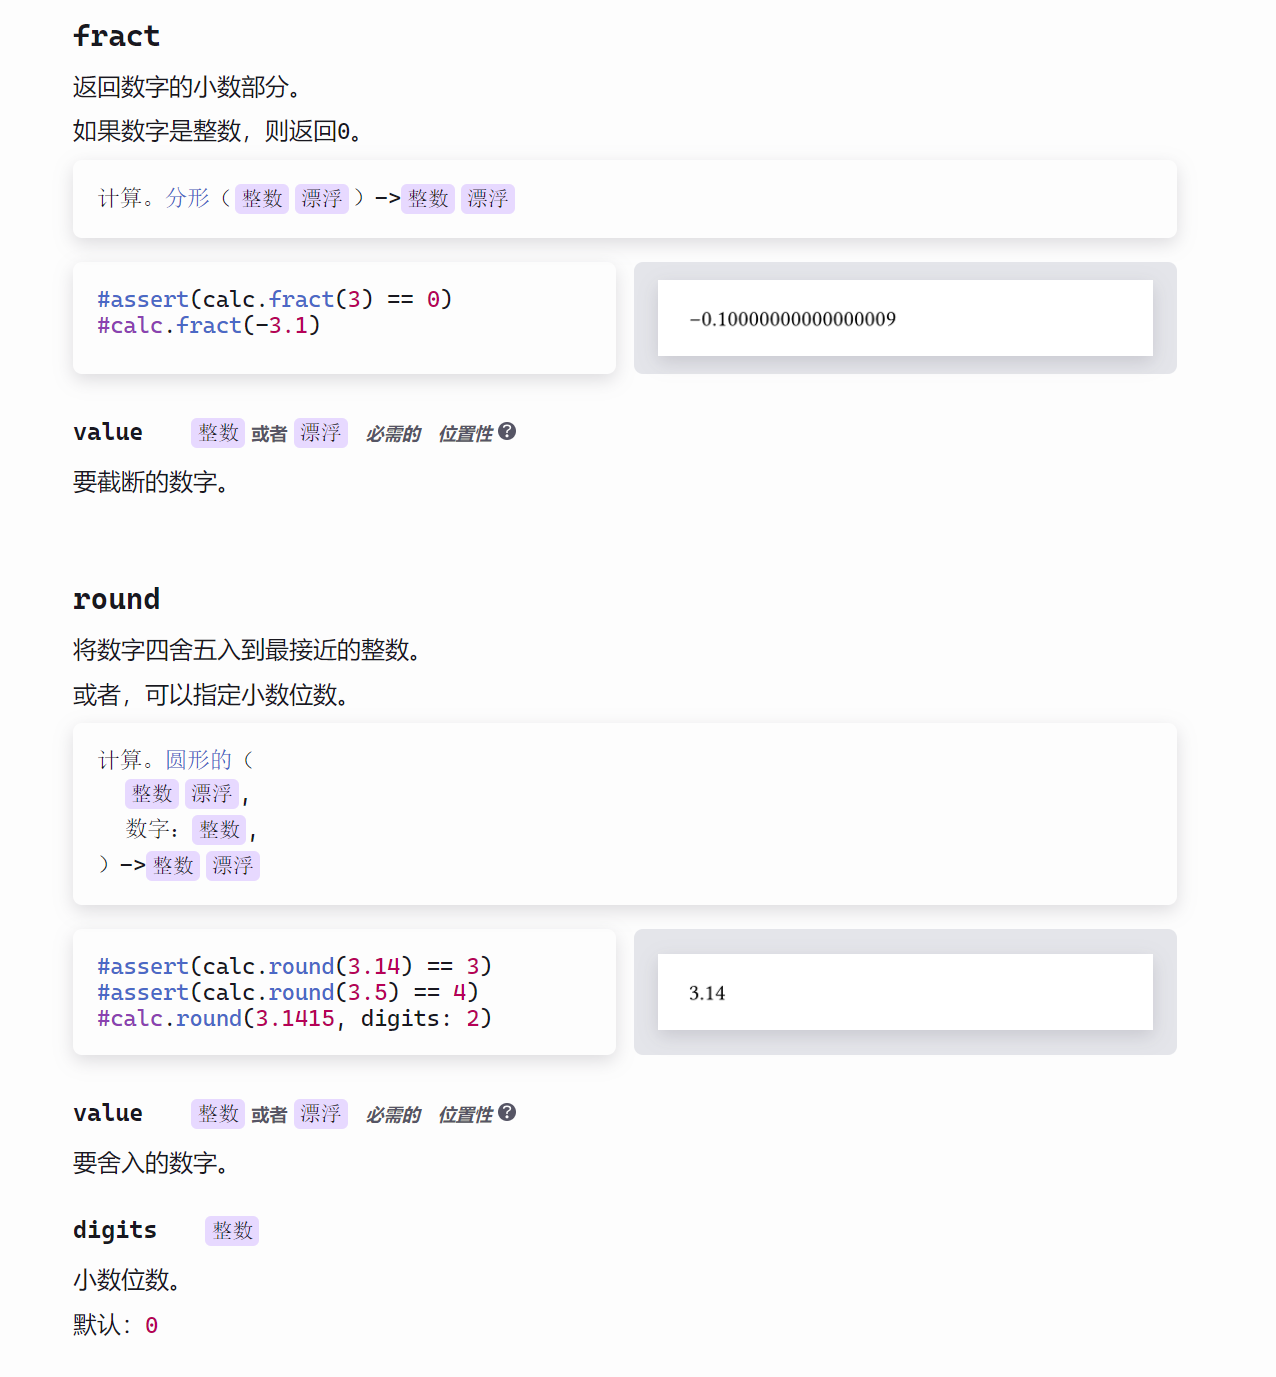 fract
返回数字的小数部分。
如果数字是整数，则返回0。
计算。分形（整数 漂浮）->整数 漂浮
#assert(calc.fract(3) == 0)
#calc.fract(-3.1)
−0.10000000000000009
value 整数 或者 漂浮 必需的 位置性 ?
要截断的数字。
round
将数字四舍五入到最接近的整数。
或者，可以指定小数位数。
计算。圆形的（
整数 漂浮,
数字：整数,
）->整数 漂浮
#assert(calc.round(3.14) == 3)
#assert(calc.round(3.5) == 4)
#calc.round(3.1415, digits: 2)
3.14
value 整数 或者 漂浮 必需的 位置性 ?
要舍入的数字。
digits 整数
小数位数。
默认：0